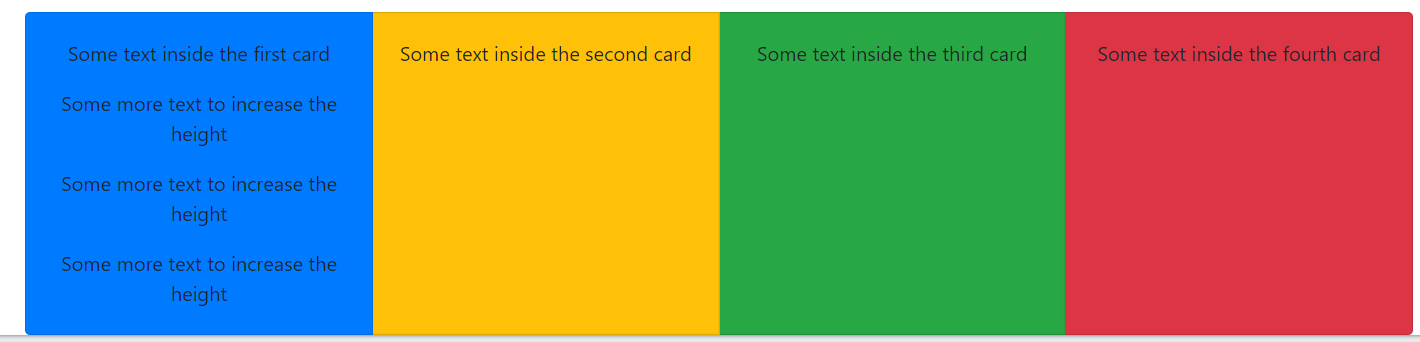 Some text inside the first card
Some more text to increase the
height
Some more text to increase the
height
Some more text to increase the
height
Some text inside the second card
Some text inside the third card
Some text inside the fourth card